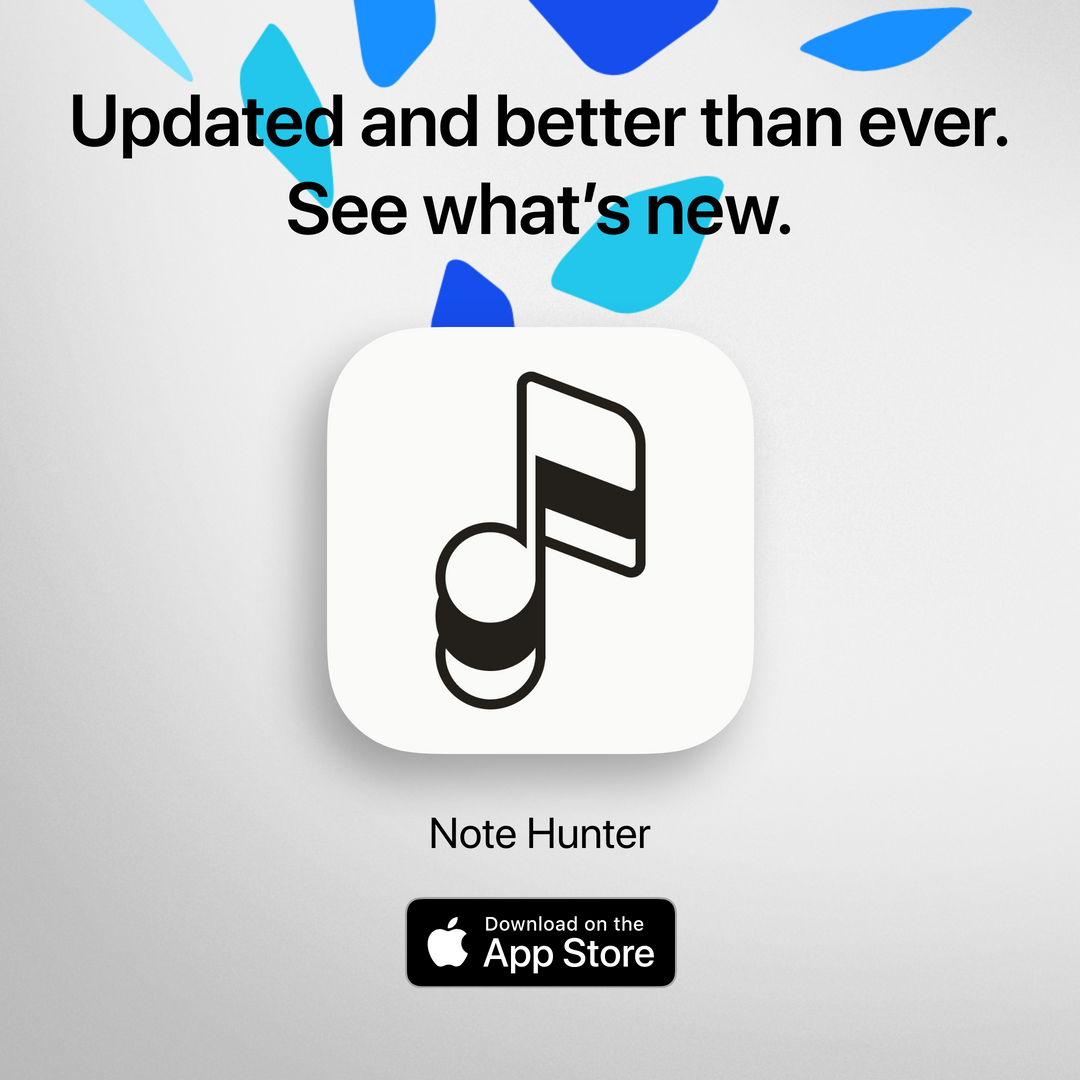 Updated and better than ever.
See what’s new.
Note Hunter
Download on the
App Store